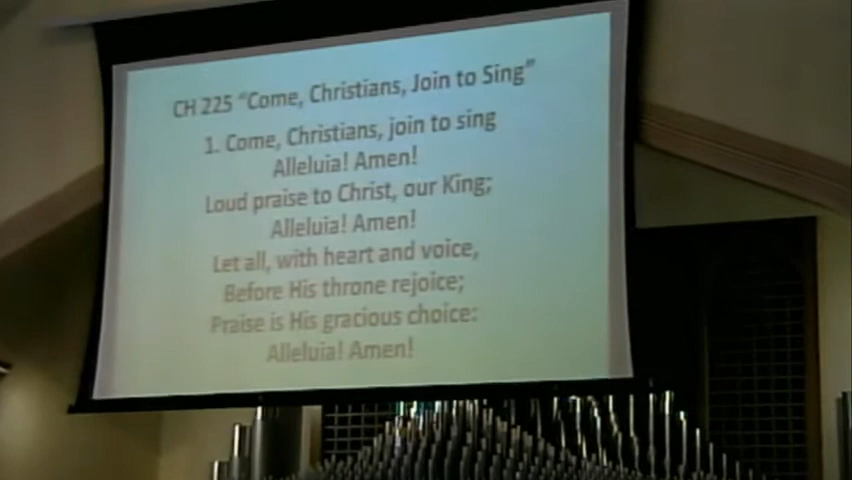 CH 225 “Come, Christians, Join to Sing”
1. Come, Christians, join to sing
Alleluia! Amen!
Loud praise to Christ, our King;
Alleluia! Amen!
Let all, with heart and voice,
Before His throne rejoice;
Praise is His gracious choice:
Alleluia! Amen!